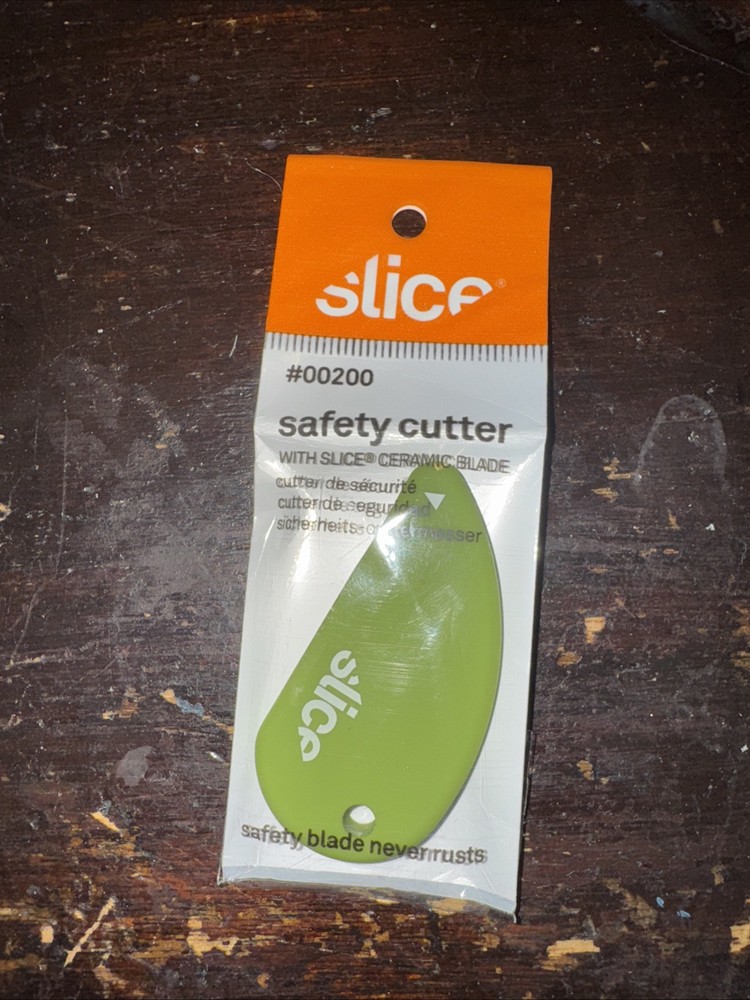 slice®
#00200
safety cutter
WITH SLICE® CERAMIC BLADE
cutter de sécurité
cutter de seguridad
sicherheits-
slice
safety blade never rusts